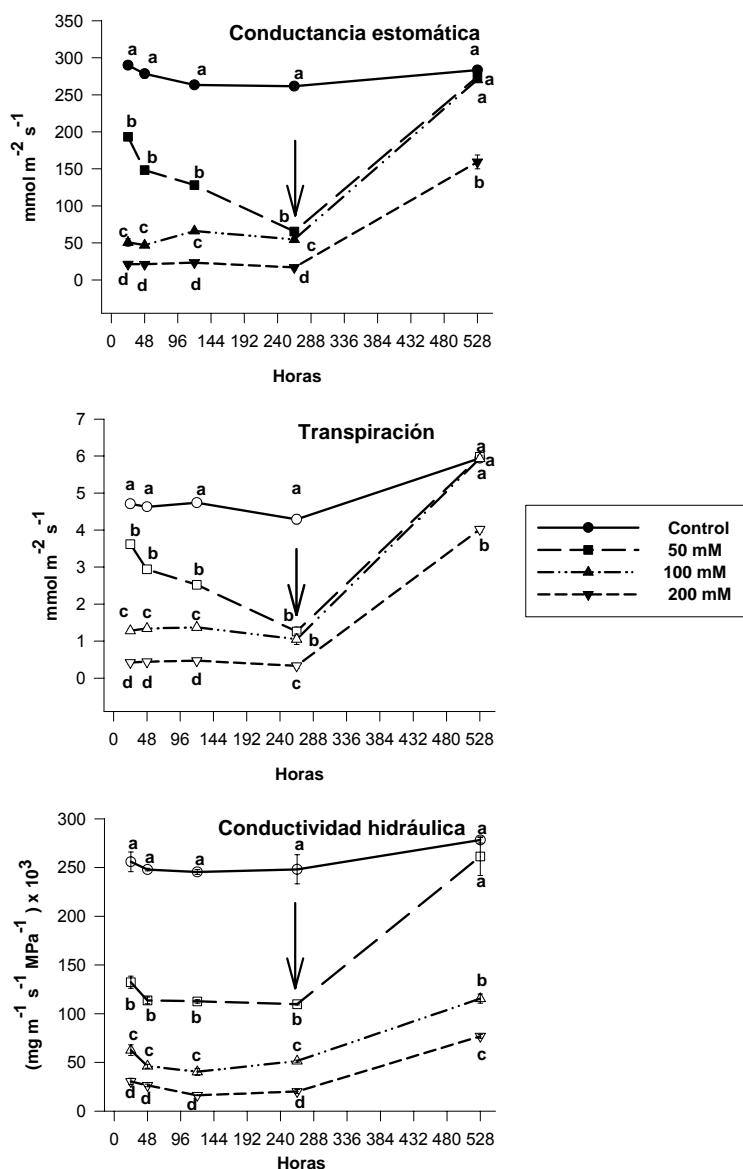 Conductancia estomática
mmol m⁻² s⁻¹
350
300
250
200
150
100
50
0
a a a a a
b b b b a
c c c c a
d d d d b
0 48 96 144 192 240 288 336 384 432 480 528
Horas
Transpiración
mmol m⁻² s⁻¹
7
6
5
4
3
2
1
0
a a a a a
b b b b a
c c c b a
d d d c b
0 48 96 144 192 240 288 336 384 432 480 528
Horas
Control
50 mM
100 mM
200 mM
Conductividad hidráulica
(mg m⁻¹ s⁻¹ MPa⁻¹ ) x 10³
300
250
200
150
100
50
0
a a a a a
b b b b a
c c c c b
d d d d c
0 48 96 144 192 240 288 336 384 432 480 528
Horas